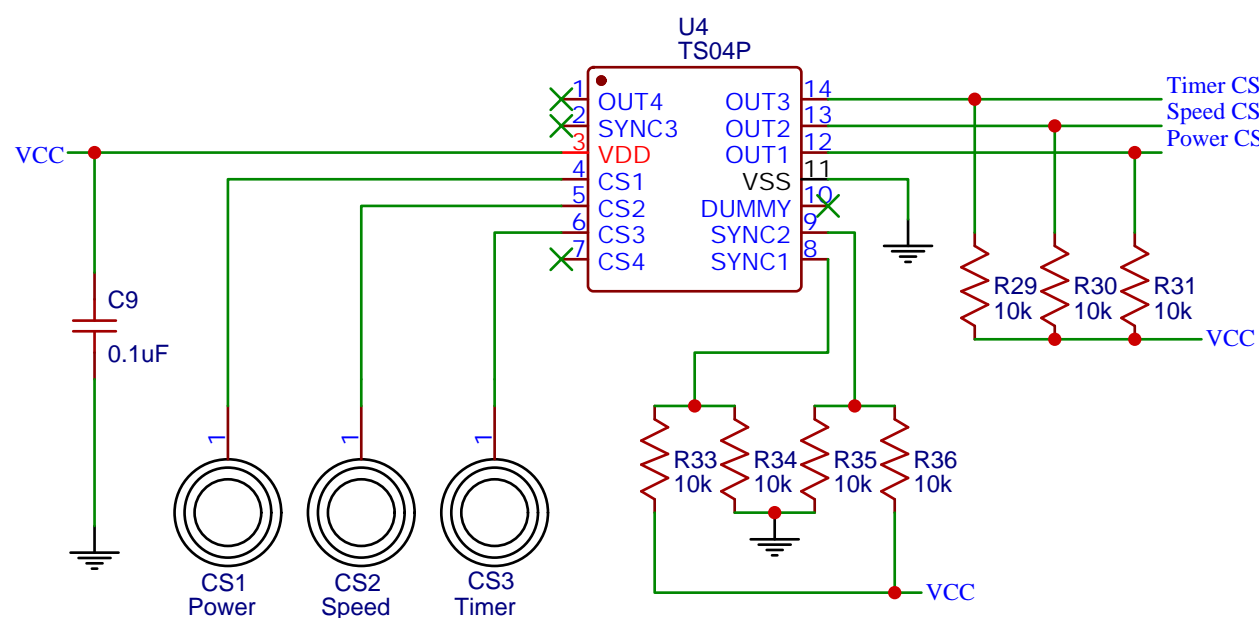 U4
TS04P
1 OUT4 OUT3 14 Timer CS
2 SYNC3 OUT2 13 Speed CS
VCC 3 VDD OUT1 12 Power CS
4 CS1 VSS 11
5 CS2 DUMMY 10
6 CS3 SYNC2 9
7 CS4 SYNC1 8
R29 R30 R31
10k 10k 10k
C9
0.1uF
VCC
1 1 1
R33 R34 R35 R36
10k 10k 10k 10k
CS1 CS2 CS3
Power Speed Timer
VCC